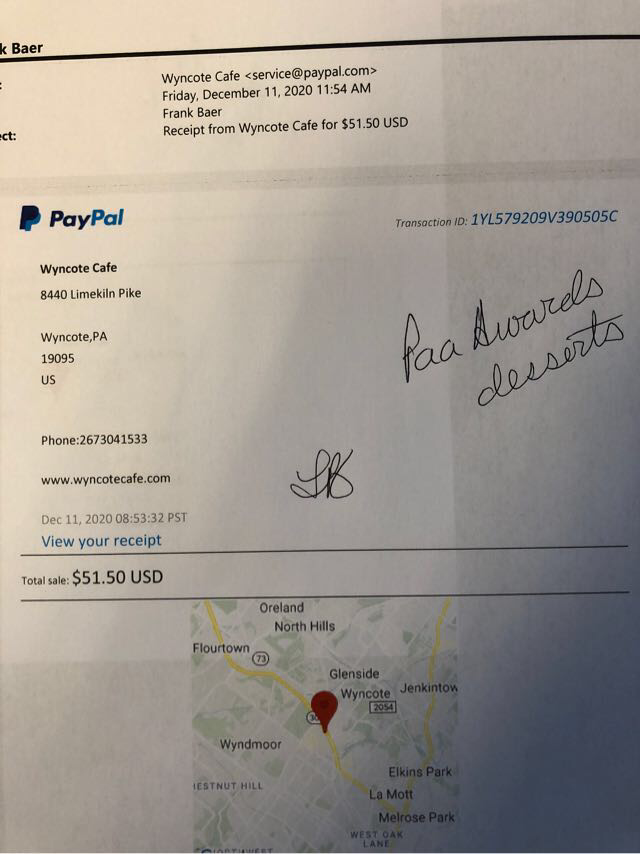 k Baer
:
Wyncote Cafe <service@paypal.com>
Friday, December 11, 2020 11:54 AM
Frank Baer
ect:
Receipt from Wyncote Cafe for $51.50 USD
PayPal
Transaction ID: 1YL579209V390505C
Wyncote Cafe
8440 Limekiln Pike
Wyncote,PA
19095
US
Paa Awards
desserts
Phone:2673041533
www.wyncotecafe.com
Dec 11, 2020 08:53:32 PST
View your receipt
Total sale: $51.50 USD
Oreland
North Hills
Flourtown
73
Glenside
Wyncote
Jenkintow
2054
Wyndmoor
Elkins Park
HESTNUT HILL
La Mott
Melrose Park
WEST OAK
LANE